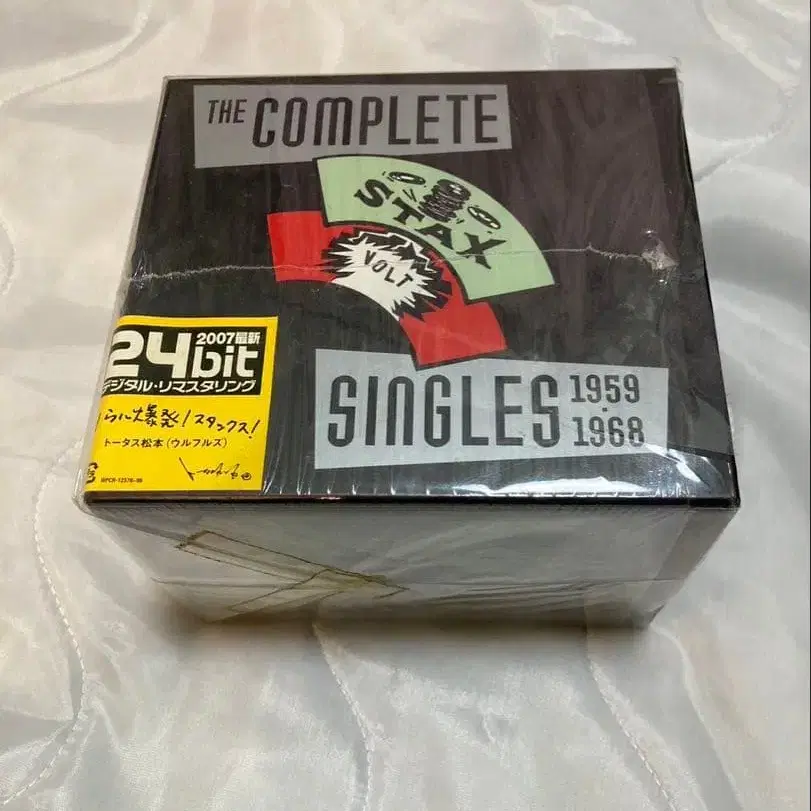 THE COMPLETE
STAX
VOLT
SINGLES 1959
1968
2007最新
24bit
デジタル・リマスタリング
爆発!スタックス!
トータス松本(ウルフルズ)